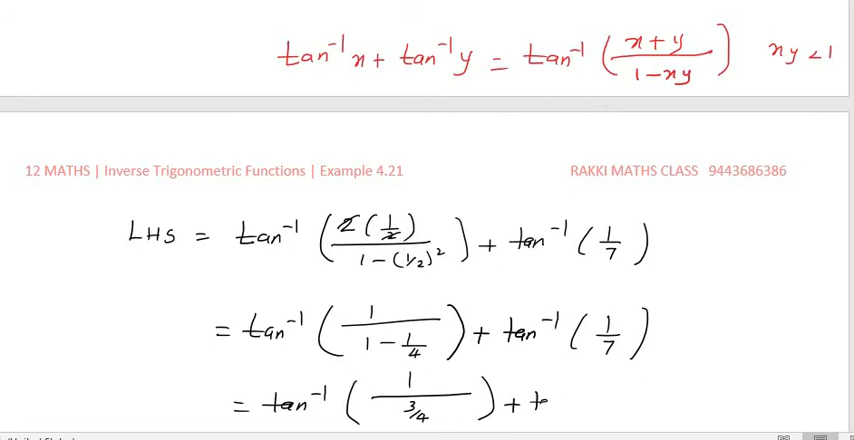 tan⁻¹x + tan⁻¹y = tan⁻¹ ( (x+y) / (1−xy) ) xy < 1
12 MATHS | Inverse Trigonometric Functions | Example 4.21 RAKKI MATHS CLASS 9443686386
LHS = tan⁻¹ ( 2(1/2) / (1−(1/2)²) ) + tan⁻¹ (1/7)
= tan⁻¹ ( 1 / (1 − 1/4) ) + tan⁻¹ (1/7)
= tan⁻¹ ( 1 / (3/4) ) + t